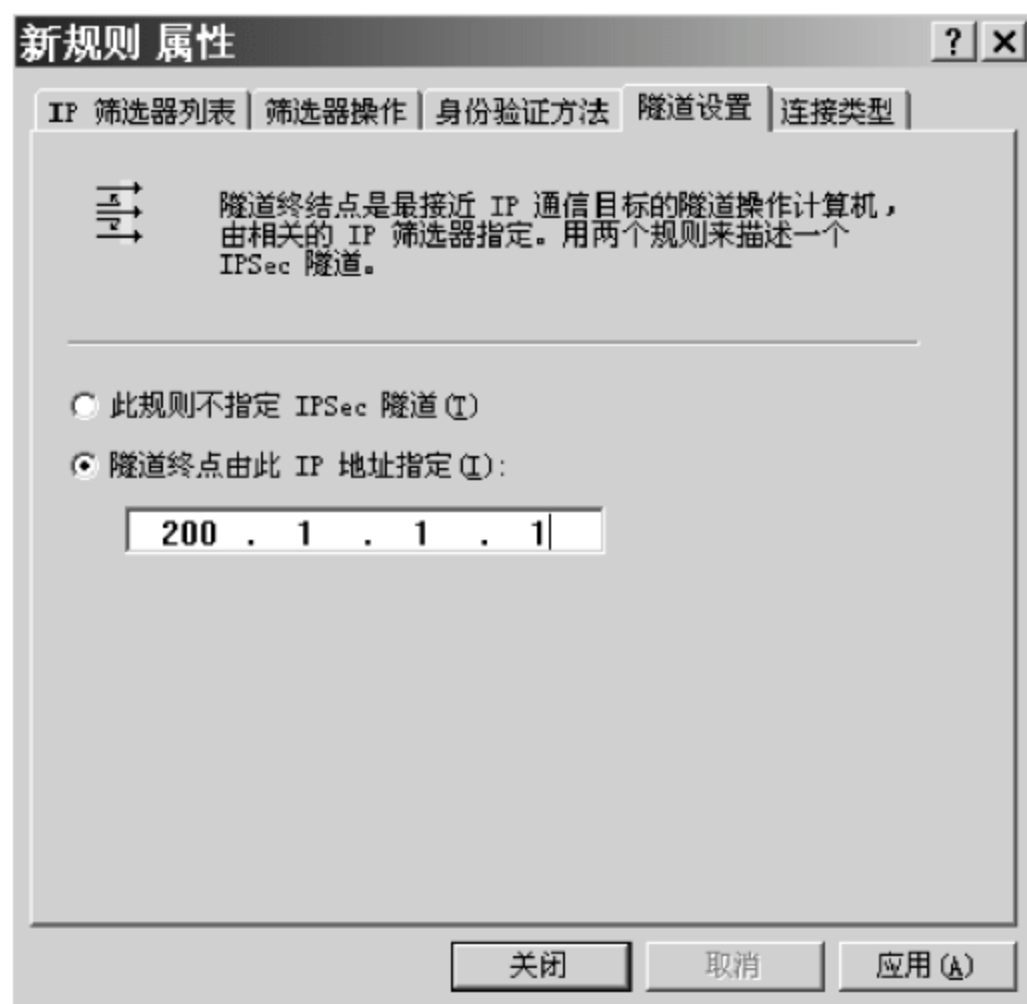 新规则 属性
IP 筛选器列表 筛选器操作 身份验证方法 隧道设置 连接类型
隧道终结点是最接近 IP 通信目标的隧道操作计算机，
由相关的 IP 筛选器指定。用两个规则来描述一个
IPSec 隧道。
此规则不指定 IPSec 隧道(T)
隧道终点由此 IP 地址指定(I):
200 . 1 . 1 . 1
关闭 取消 应用(A)